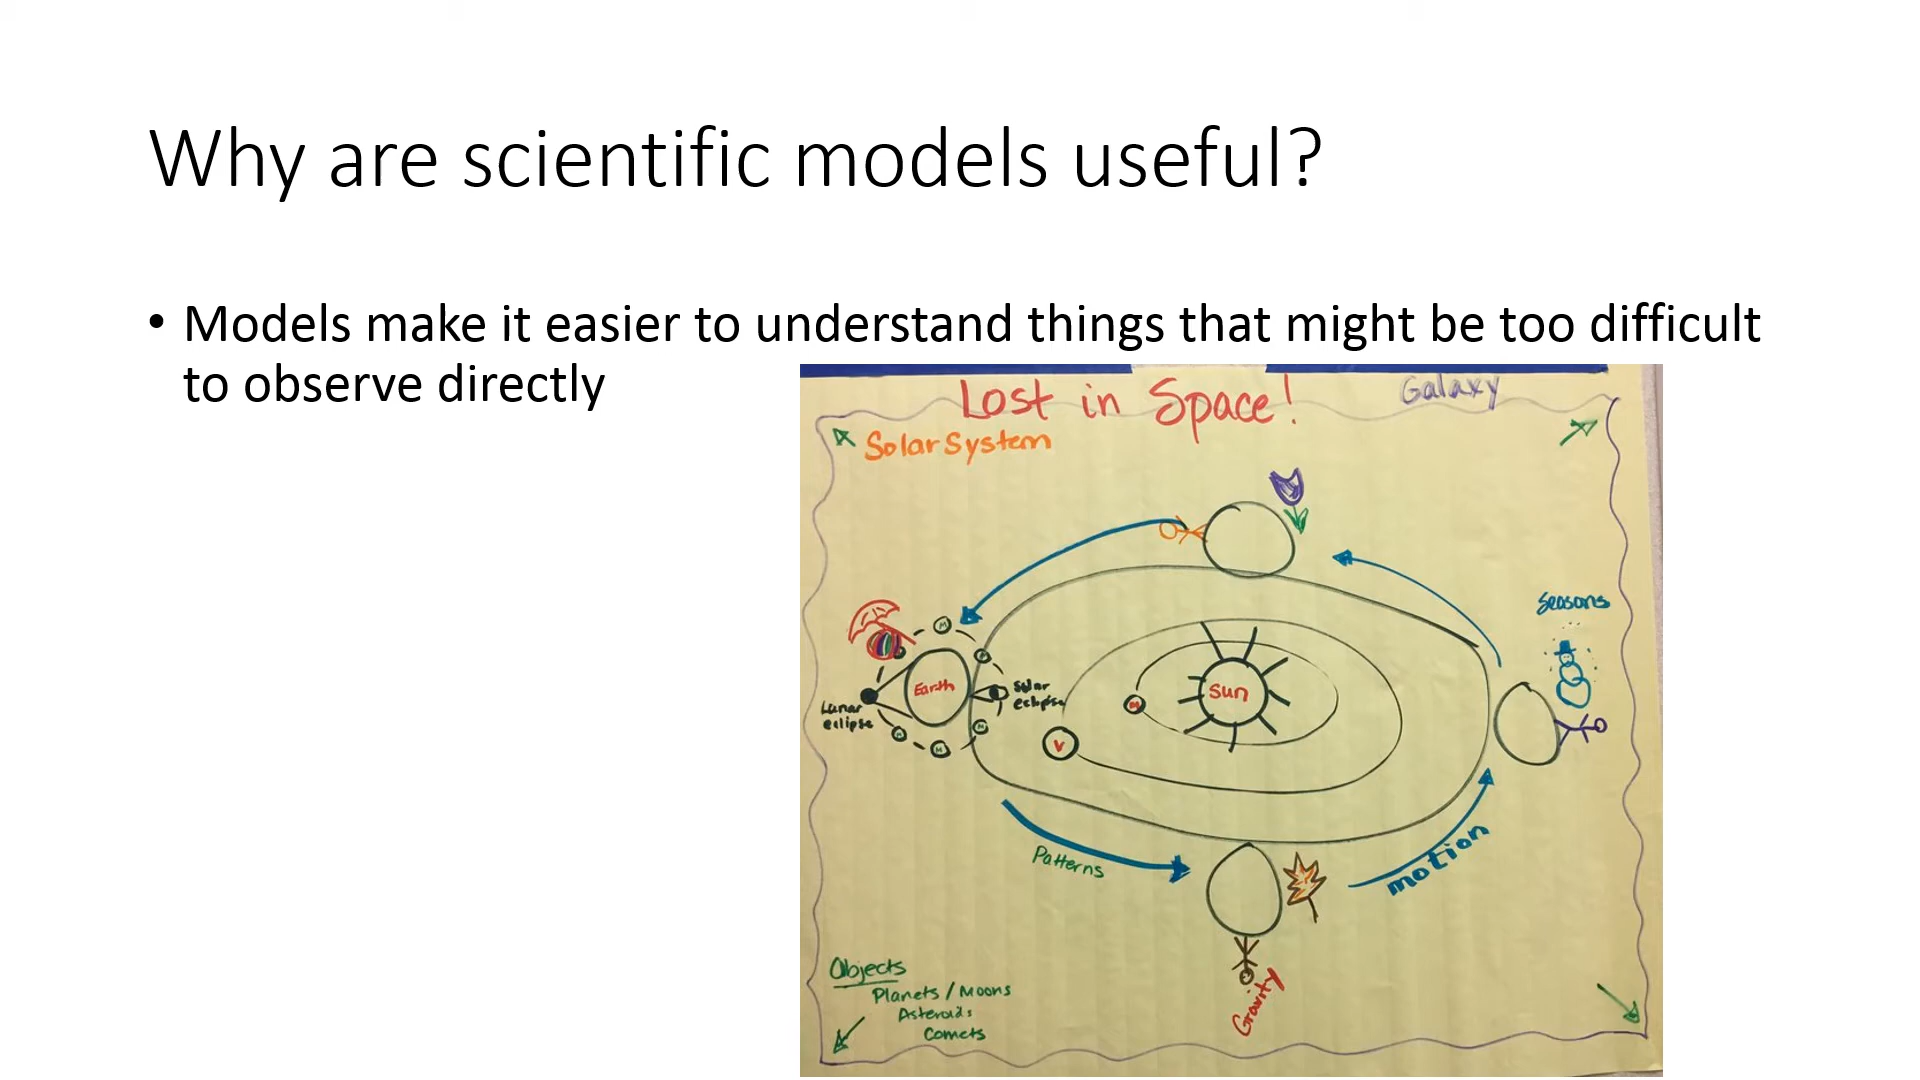 Why are scientific models useful?
• Models make it easier to understand things that might be too difficult
to observe directly
Lost in Space!
Galaxy
Solar System
Seasons
M
Earth
Solar
eclipse
Lunar
eclipse
M
M
M
M
Sun
V
Patterns
motion
Gravity
Objects
Planets / Moons
Asteroids
Comets